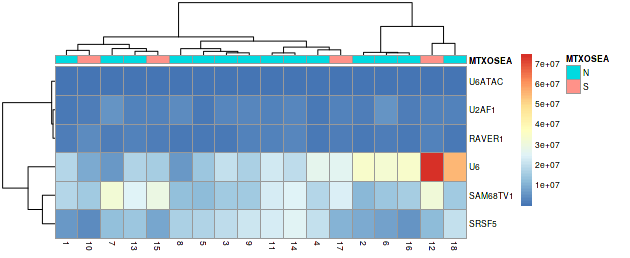 MTXOSEA
U6ATAC
U2AF1
RAVER1
U6
SAM68TV1
SRSF5
1 10 7 13 15 8 5 3 9 11 14 4 17 2 6 16 12 18
7e+07
6e+07
5e+07
4e+07
3e+07
2e+07
1e+07
MTXOSEA
N
S